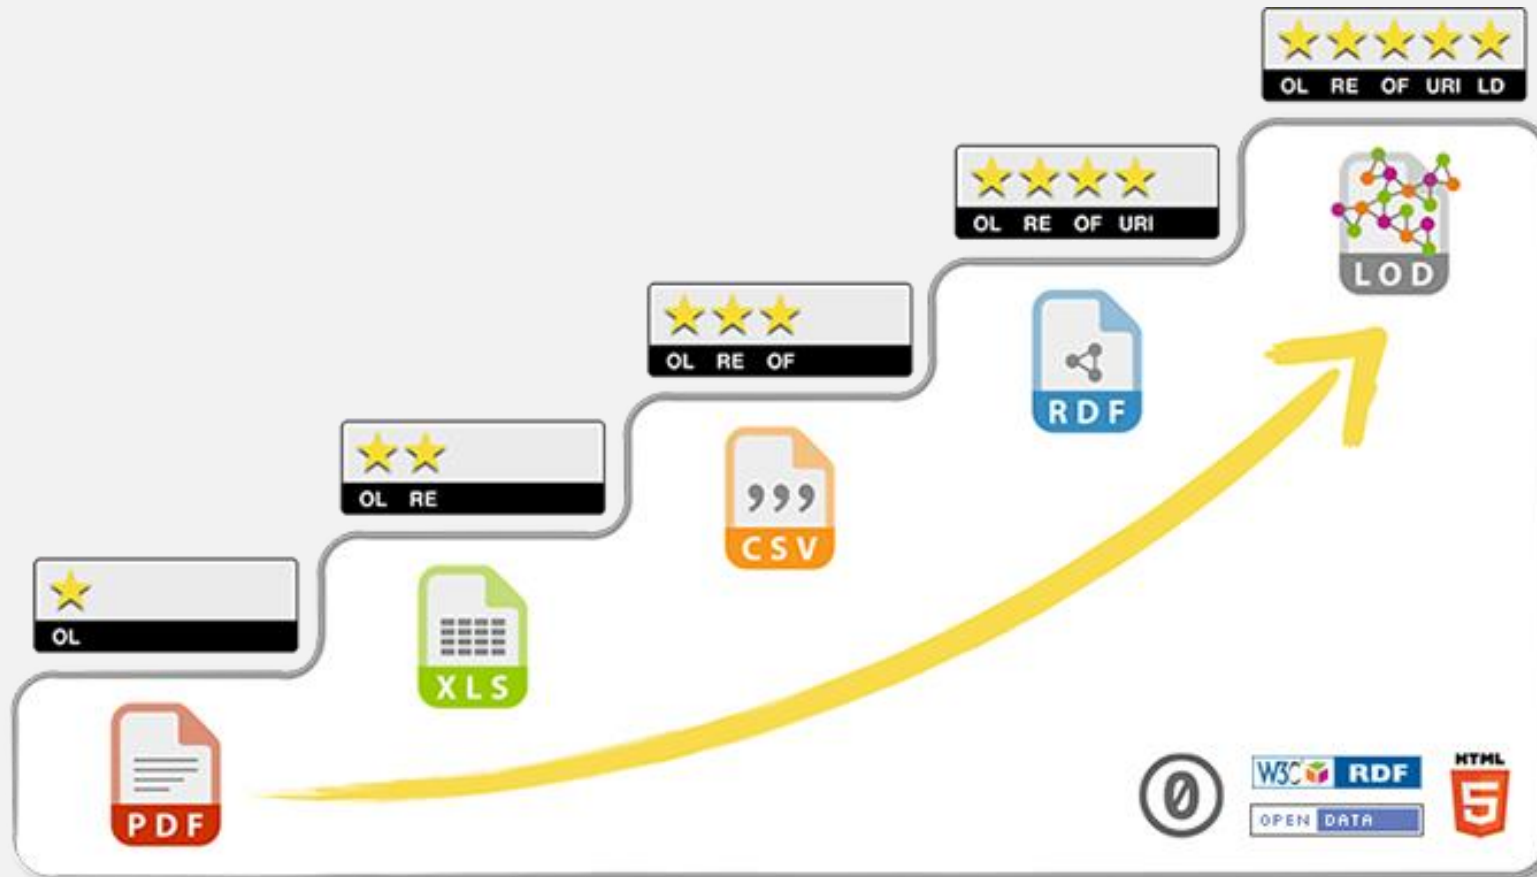 OL RE OF URI LD
LOD
OL RE OF URI
RDF
OL RE OF
CSV
OL RE
XLS
OL
PDF
0
W3C RDF
OPEN DATA
HTML
5